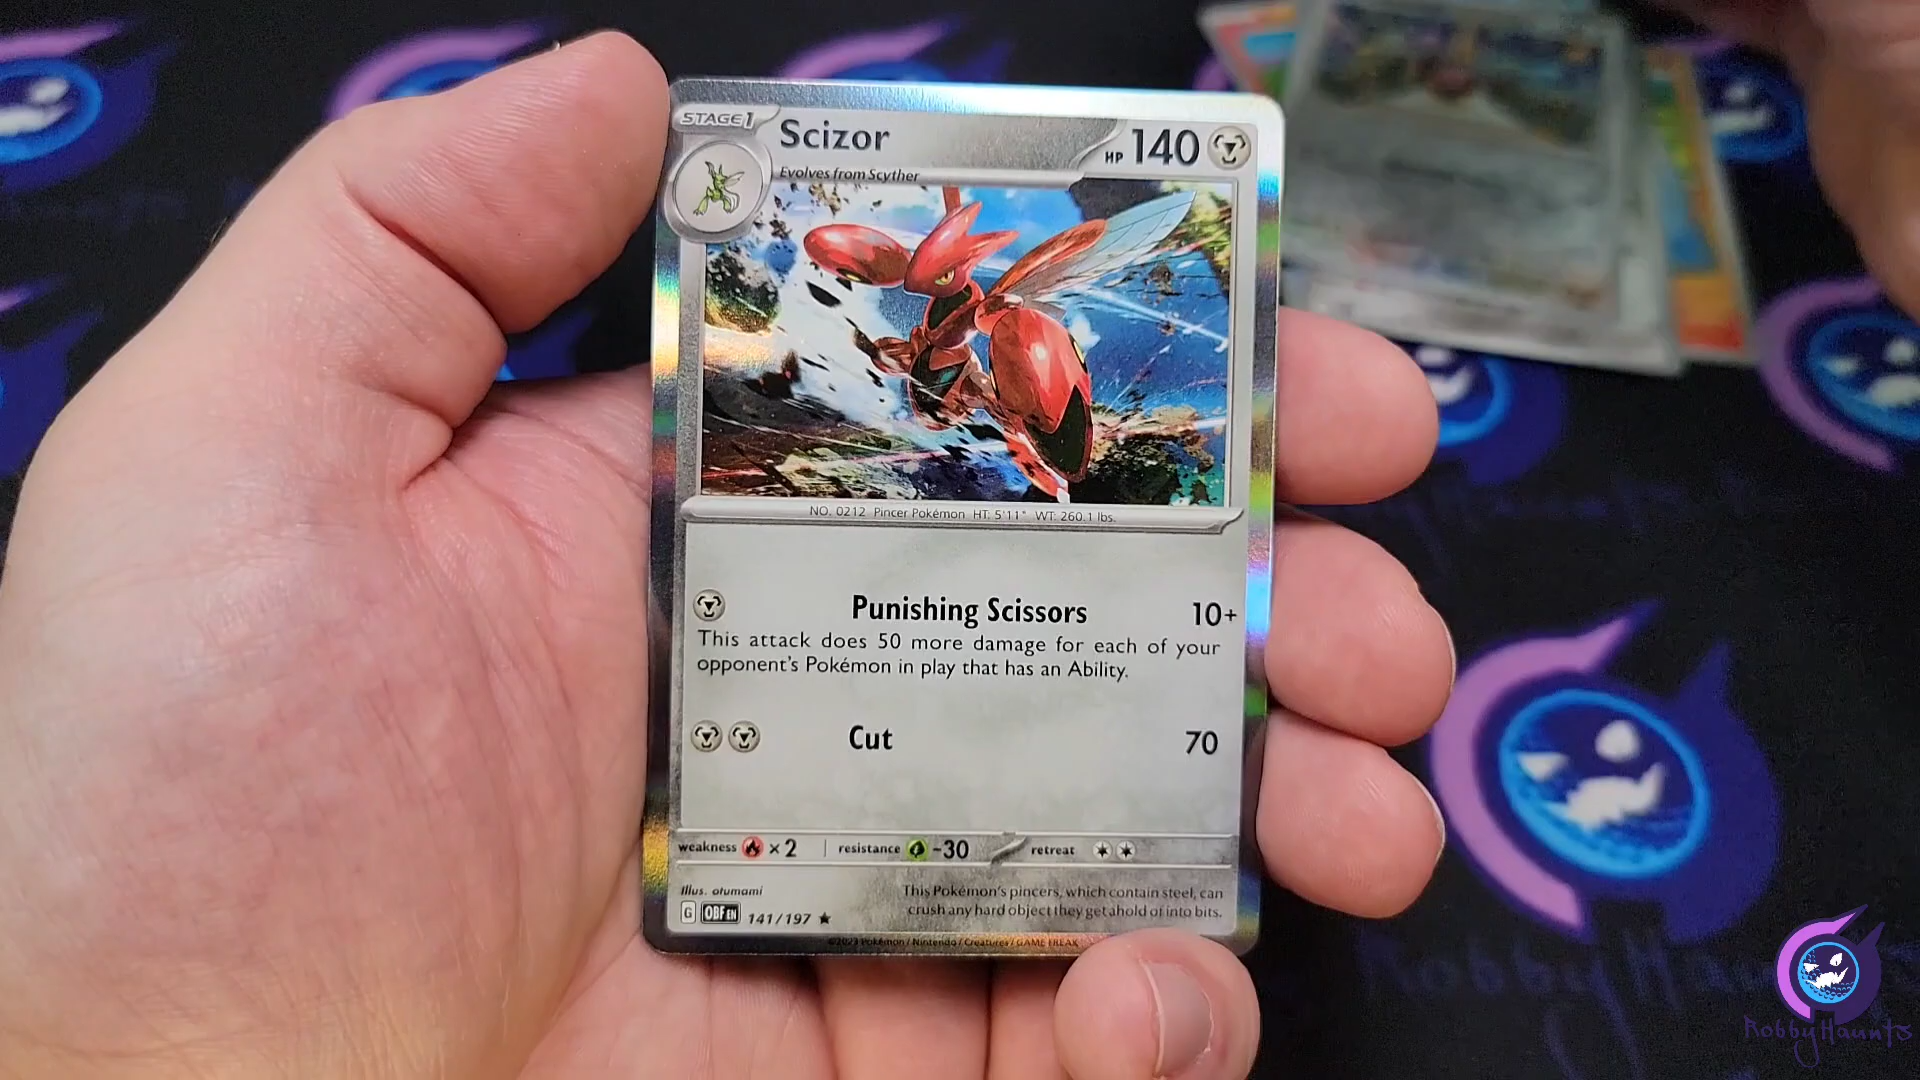 STAGE1
Scizor
HP 140
Evolves from Scyther
NO. 0212 Pincer Pokémon HT: 5'11" WT: 260.1 lbs.
Punishing Scissors 10+
This attack does 50 more damage for each of your
opponent's Pokémon in play that has an Ability.
Cut 70
weakness ×2 resistance -30 retreat
Illus. otumami
This Pokémon's pincers, which contain steel, can
crush any hard object they get ahold of into bits.
G OBF EN 141/197
©2023 Pokémon / Nintendo / Creatures / GAME FREAK
RobbyHaunts